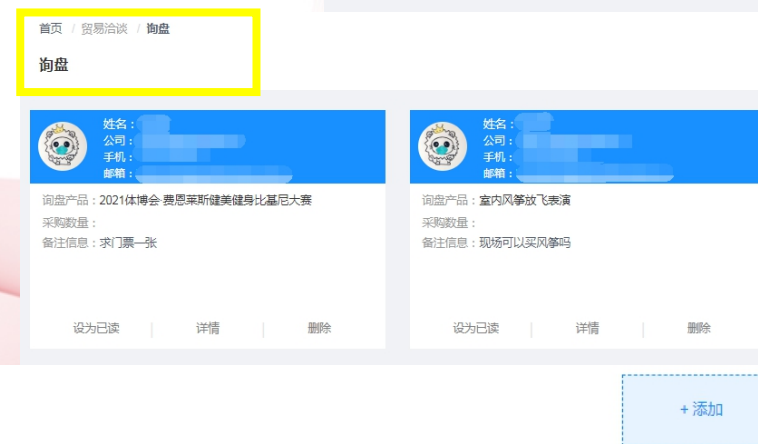 首页 / 贸易洽谈 / 询盘
询盘
姓名：
公司：
手机：
邮箱：
询盘产品：2021体博会·费恩莱斯健美健身比基尼大赛
采购数量：
备注信息：求门票一张
设为已读 详情 删除
姓名：
公司：
手机：
邮箱：
询盘产品：室内风筝放飞表演
采购数量：
备注信息：现场可以买风筝吗
设为已读 详情 删除
+ 添加